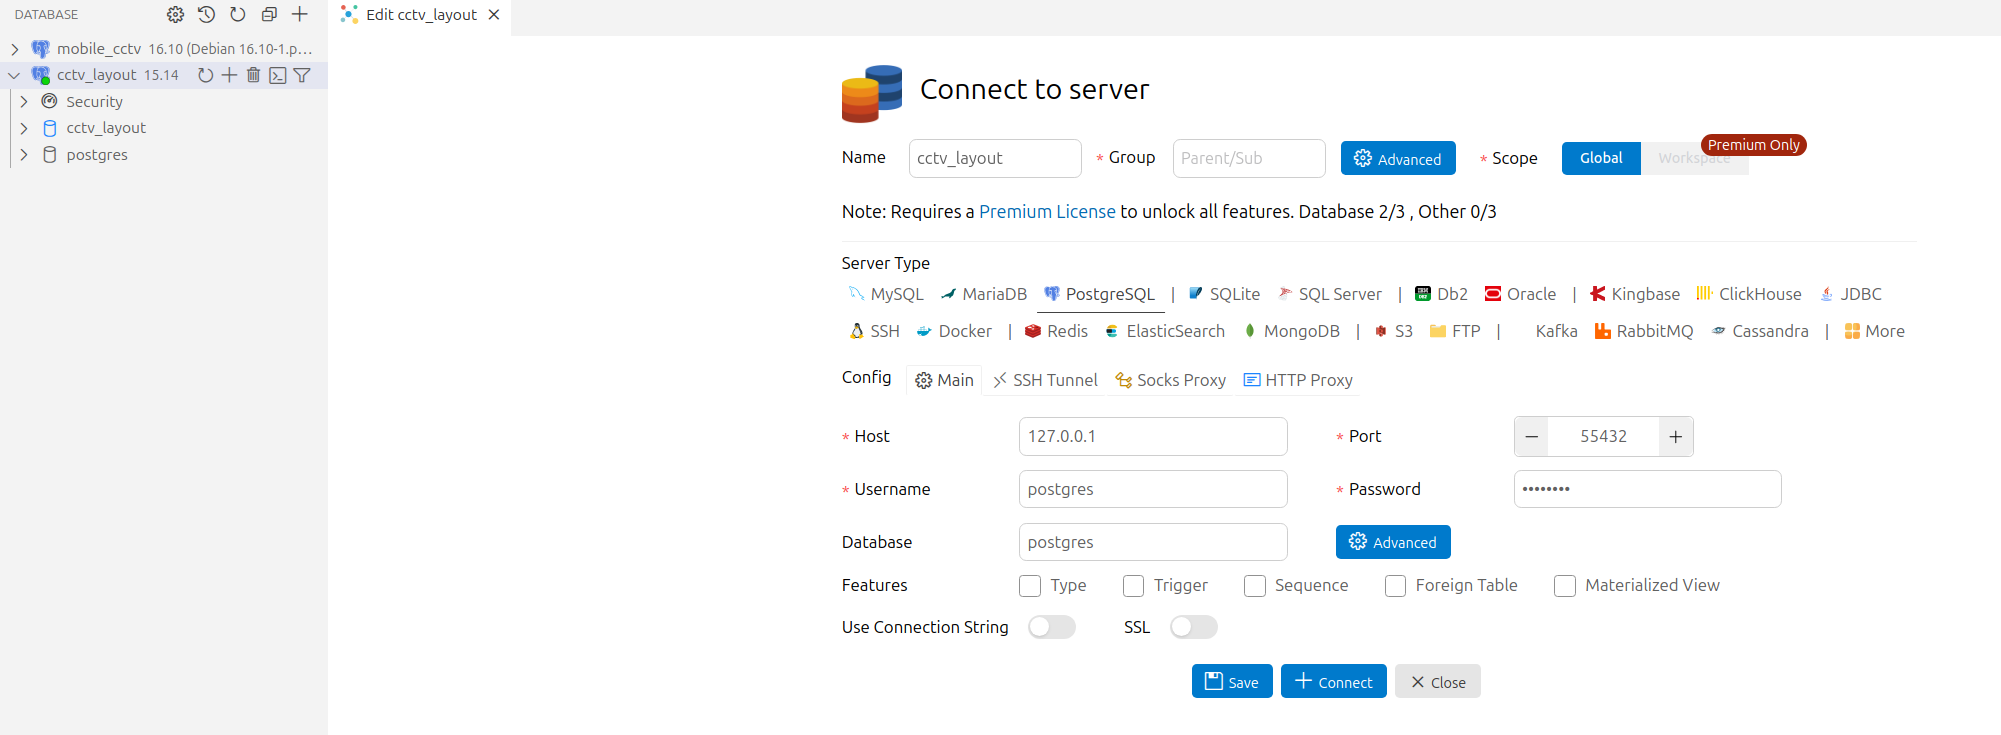 DATABASE
Edit cctv_layout
mobile_cctv 16.10 (Debian 16.10-1.p...
cctv_layout 15.14
Security
cctv_layout
postgres
Connect to server
Name cctv_layout * Group Parent/Sub Advanced * Scope Global Workspace Premium Only
Note: Requires a Premium License to unlock all features. Database 2/3 , Other 0/3
Server Type
MySQL MariaDB PostgreSQL | SQLite SQL Server | Db2 Oracle | Kingbase ClickHouse JDBC
SSH Docker | Redis ElasticSearch MongoDB | S3 FTP | Kafka RabbitMQ Cassandra | More
Config Main SSH Tunnel Socks Proxy HTTP Proxy
* Host 127.0.0.1 * Port 55432
* Username postgres * Password ••••••••
Database postgres Advanced
Features Type Trigger Sequence Foreign Table Materialized View
Use Connection String SSL
Save Connect Close